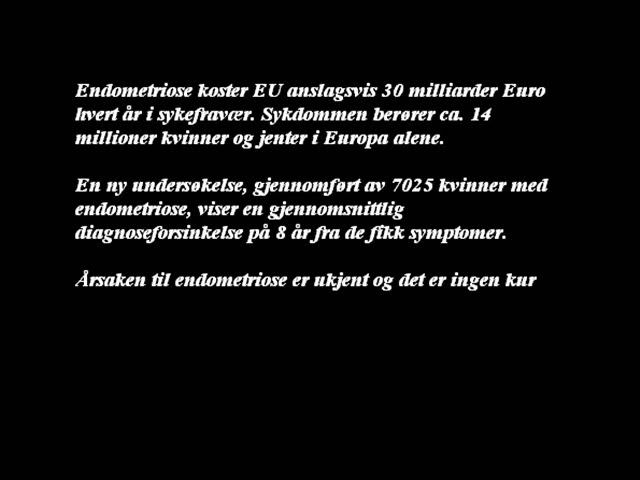 Endometriose koster EU anslagsvis 30 milliarder Euro
hvert år i sykefravær. Sykdommen berører ca. 14
millioner kvinner og jenter i Europa alene.
En ny undersøkelse, gjennomført av 7025 kvinner med
endometriose, viser en gjennomsnittlig
diagnoseforsinkelse på 8 år fra de fikk symptomer.
Årsaken til endometriose er ukjent og det er ingen kur